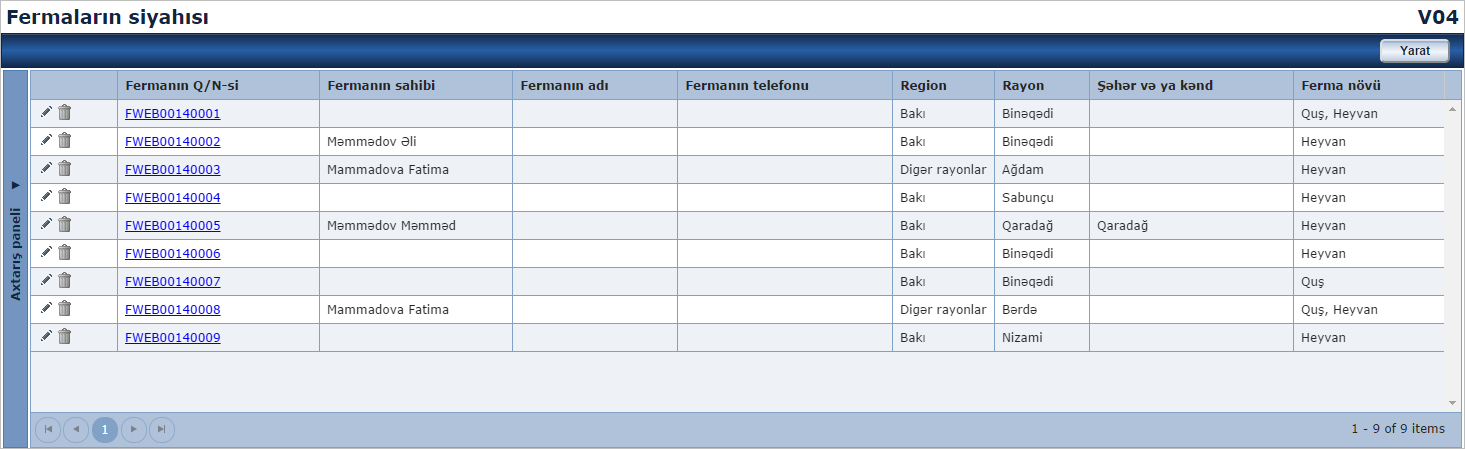 Fermaların siyahısı V04
Yarat
Axtarış paneli
Fermanın Q/N-si Fermanın sahibi Fermanın adı Fermanın telefonu Region Rayon Şəhər və ya kənd Ferma növü
FWEB00140001 Bakı Binəqədi Quş, Heyvan
FWEB00140002 Məmmədov Əli Bakı Binəqədi Heyvan
FWEB00140003 Mammadova Fatima Digər rayonlar Ağdam Heyvan
FWEB00140004 Bakı Sabunçu Heyvan
FWEB00140005 Məmmədov Məmməd Bakı Qaradağ Qaradağ Heyvan
FWEB00140006 Bakı Binəqədi Heyvan
FWEB00140007 Bakı Binəqədi Quş
FWEB00140008 Mammadova Fatima Digər rayonlar Bərdə Quş, Heyvan
FWEB00140009 Bakı Nizami Heyvan
1 1 - 9 of 9 items